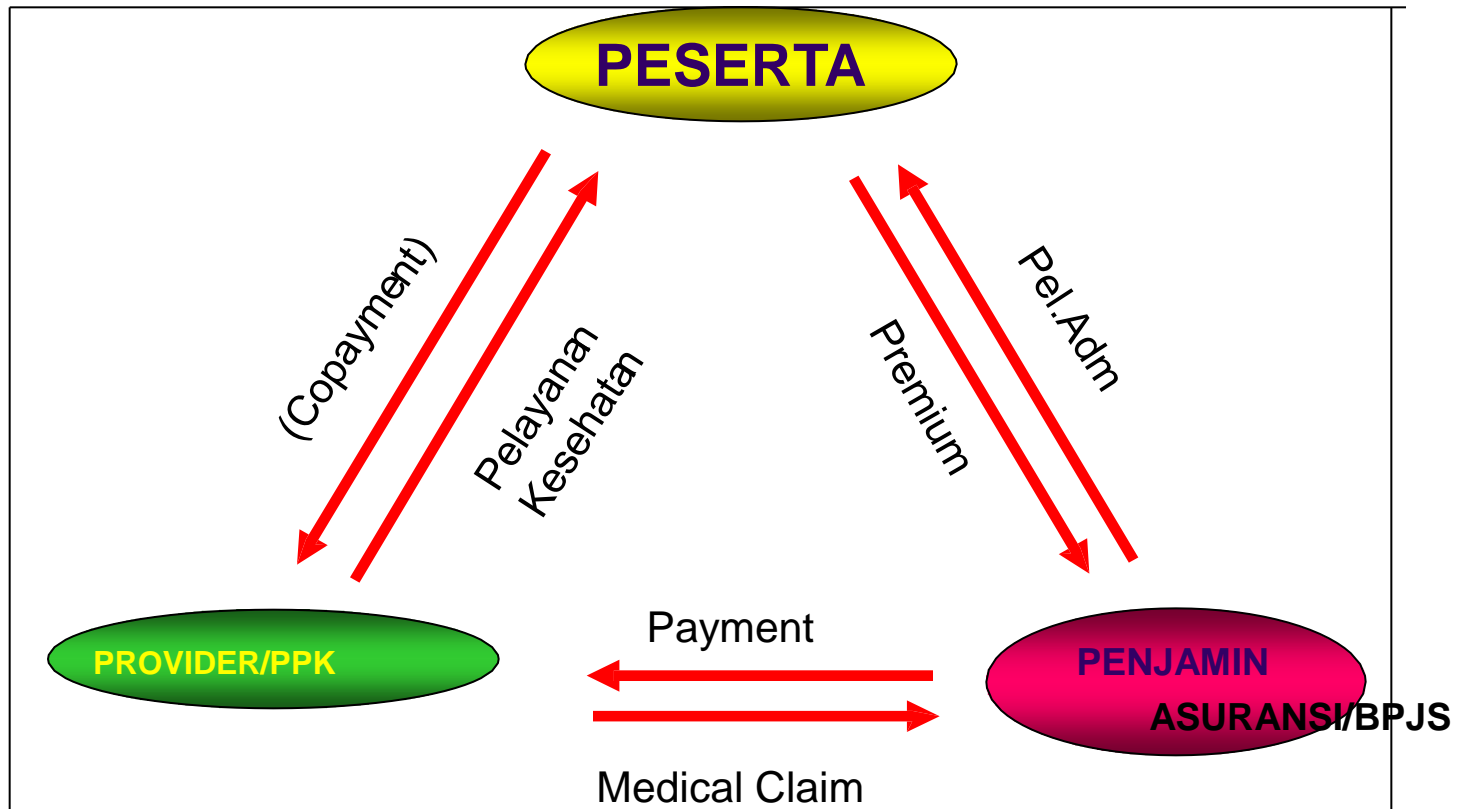 PESERTA
(Copayment)
Pelayanan
Kesehatan
Premium
Pel.Adm
PROVIDER/PPK
Payment
Medical Claim
PENJAMIN
ASURANSI/BPJS